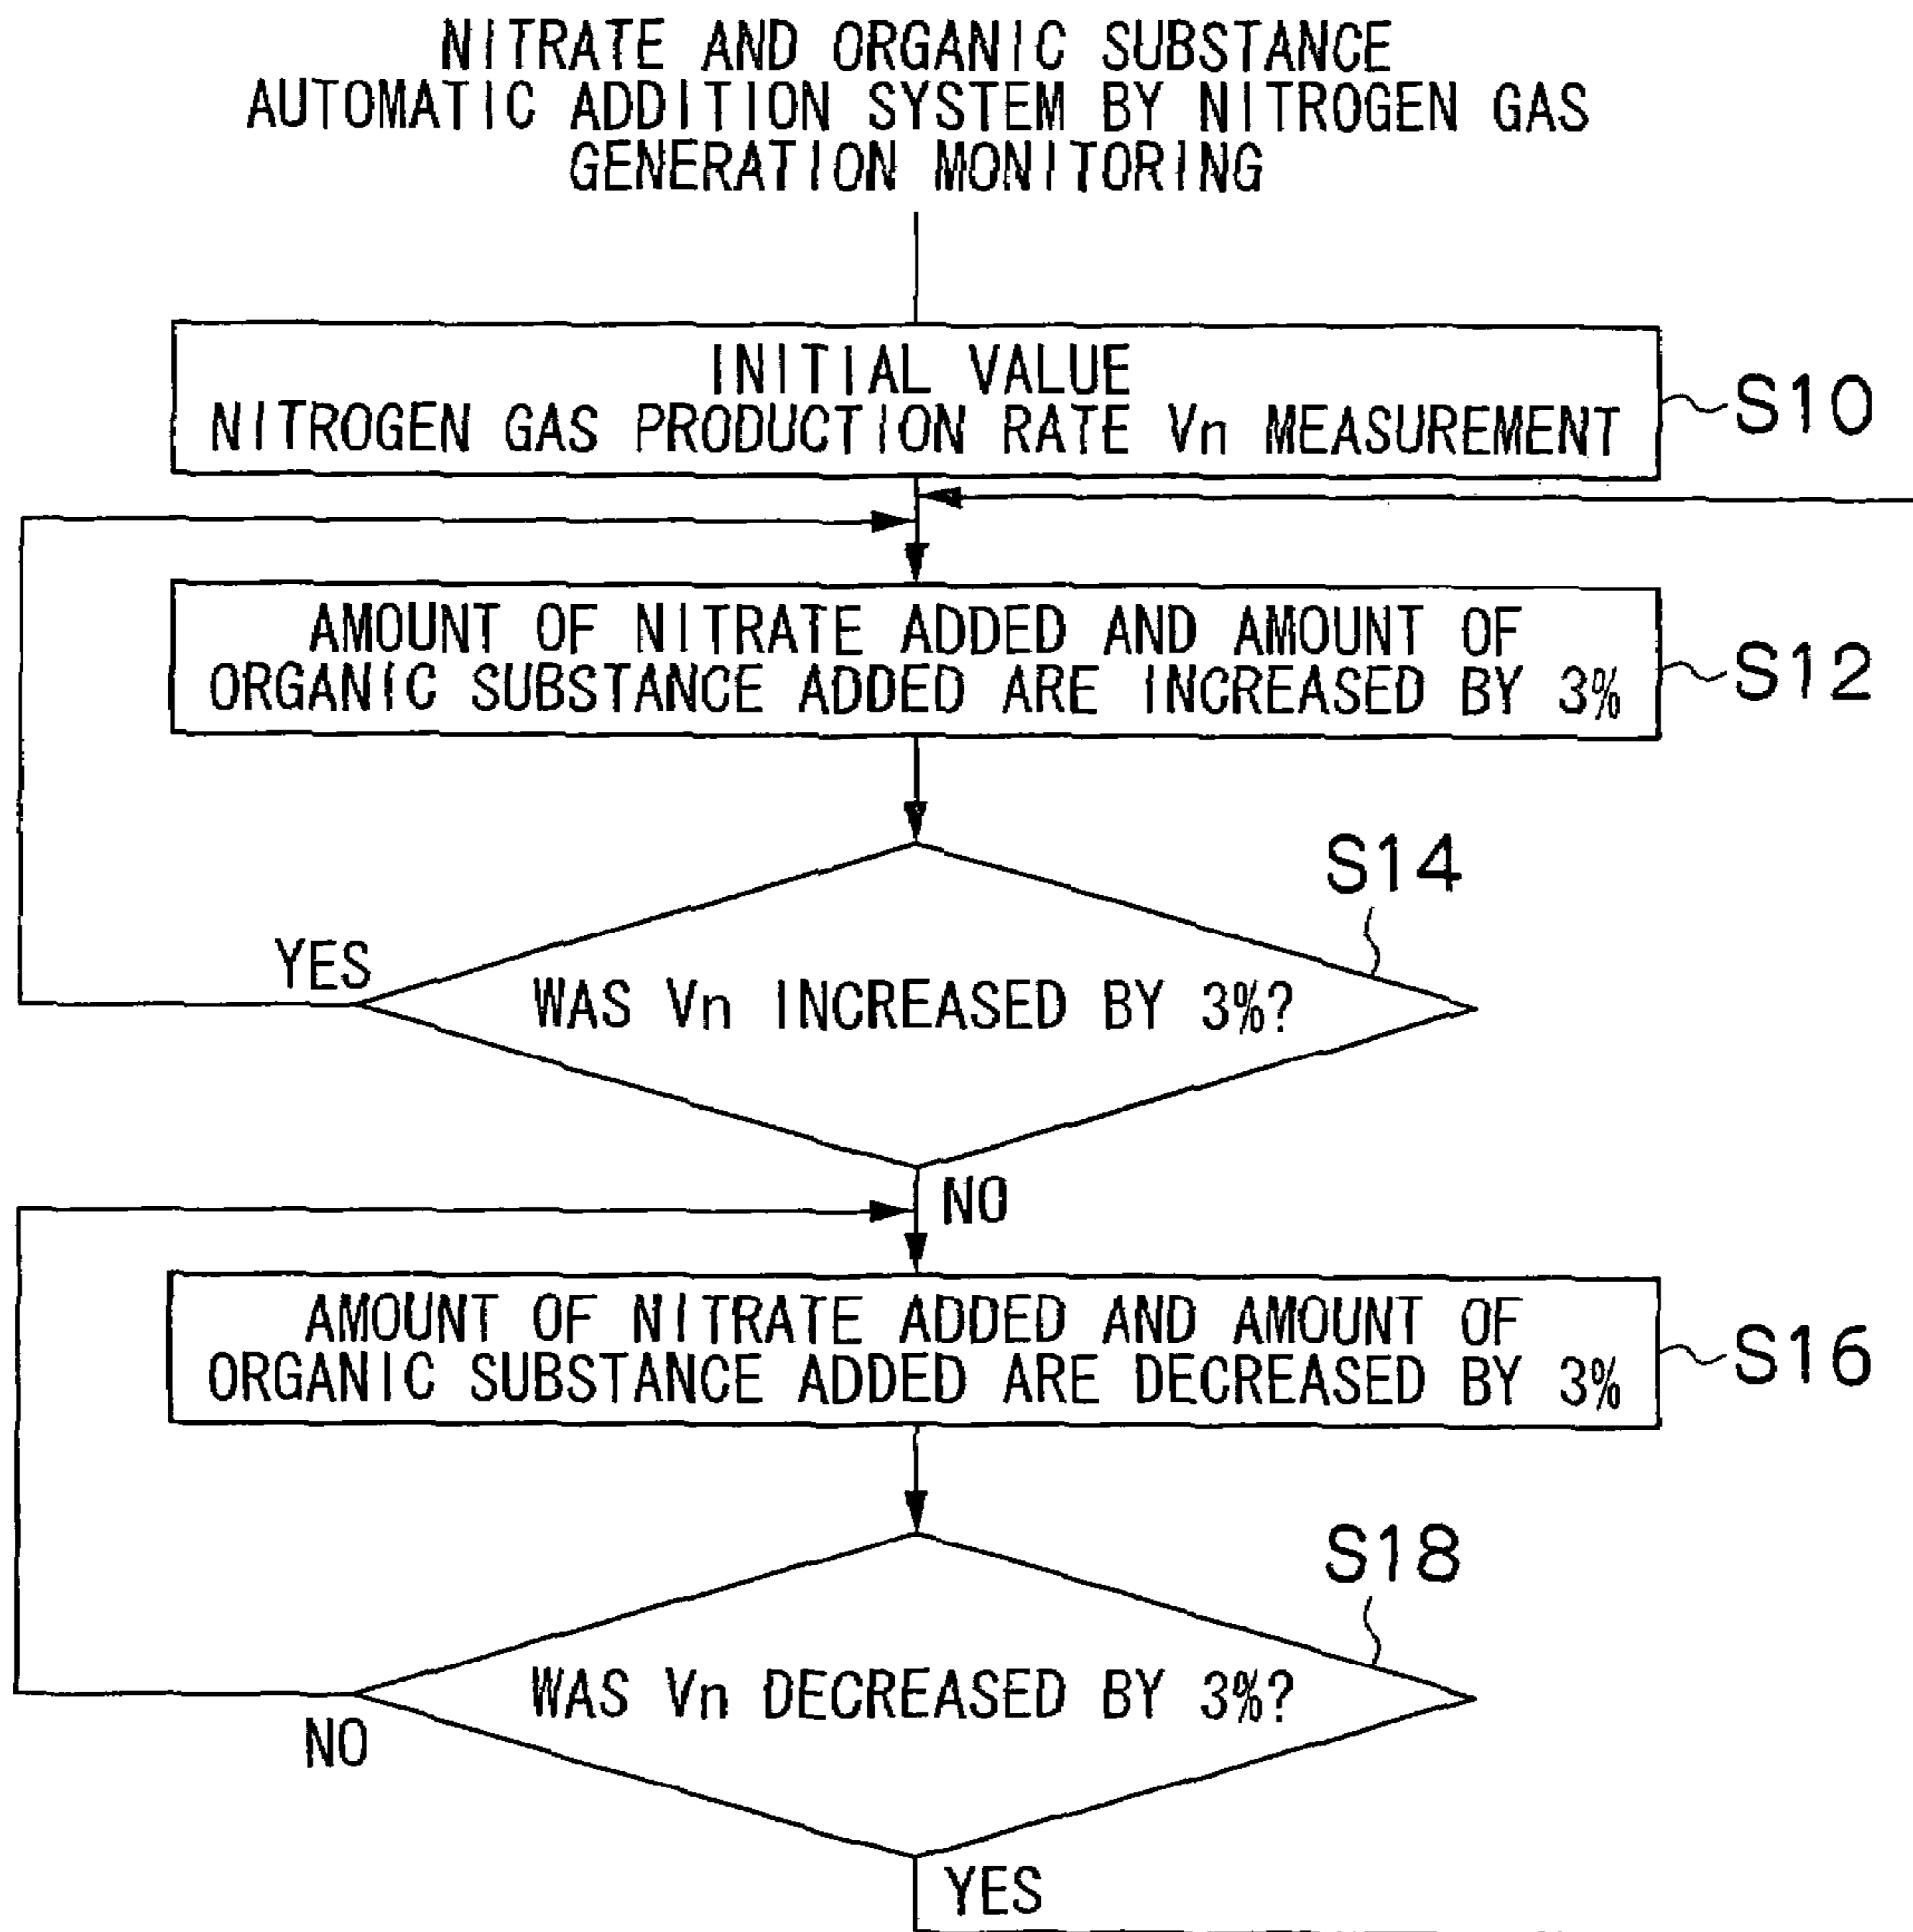 NITRATE AND ORGANIC SUBSTANCE
AUTOMATIC ADDITION SYSTEM BY NITROGEN GAS
GENERATION MONITORING
INITIAL VALUE
NITROGEN GAS PRODUCTION RATE Vn MEASUREMENT
S10
AMOUNT OF NITRATE ADDED AND AMOUNT OF
ORGANIC SUBSTANCE ADDED ARE INCREASED BY 3%
S12
S14
YES
WAS Vn INCREASED BY 3%?
NO
AMOUNT OF NITRATE ADDED AND AMOUNT OF
ORGANIC SUBSTANCE ADDED ARE DECREASED BY 3%
S16
S18
WAS Vn DECREASED BY 3%?
NO
YES